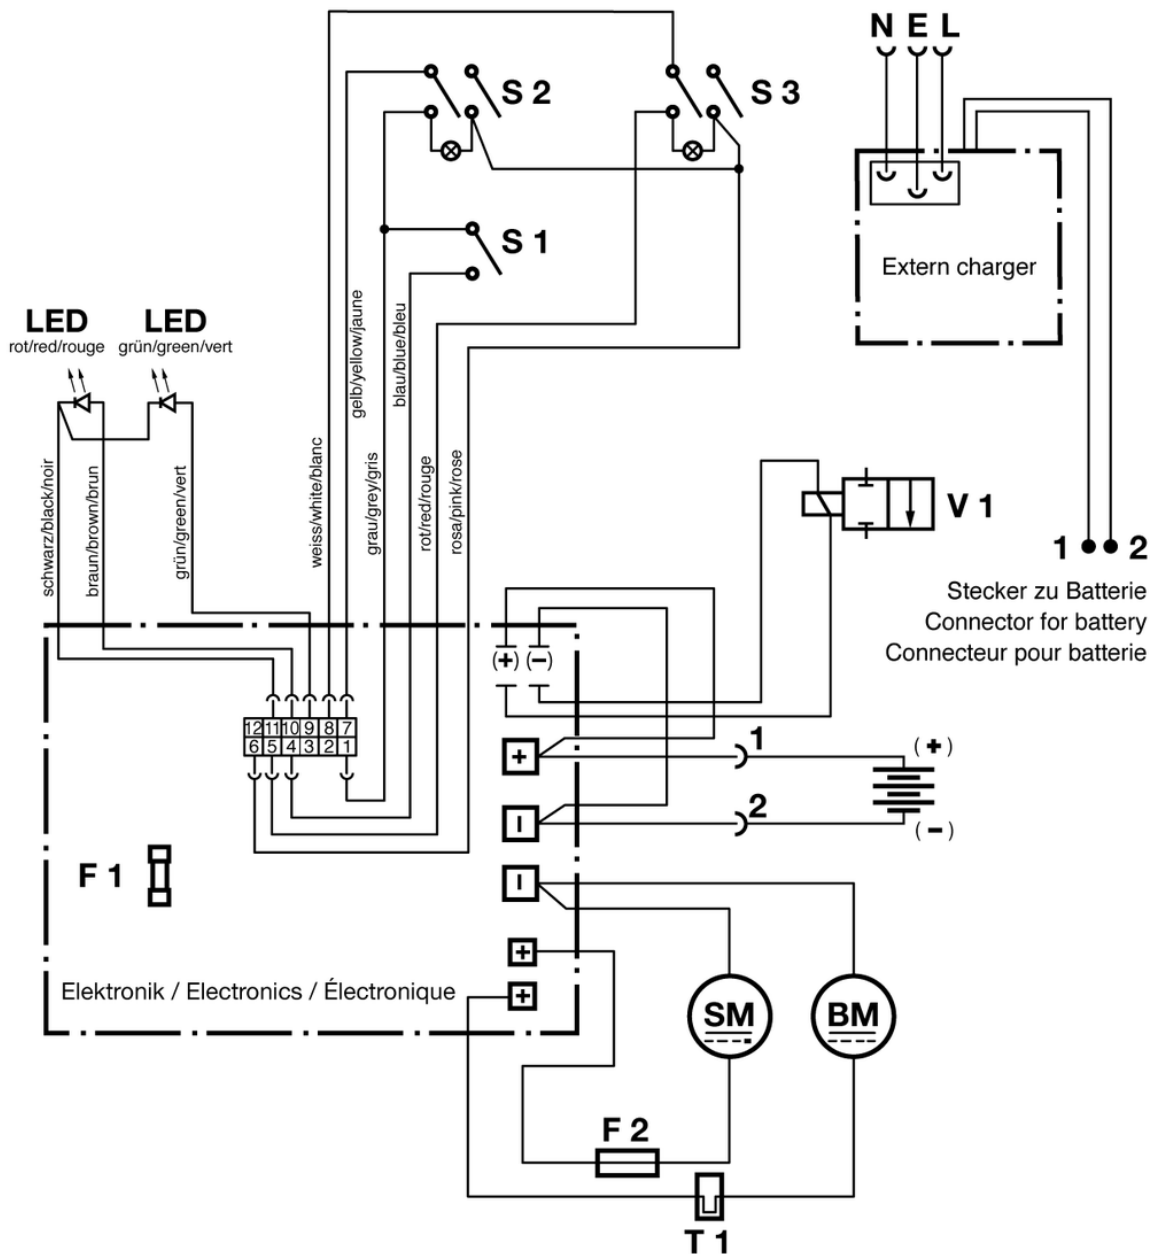 N E L
S 2
S 3
S 1
Extern charger
LED
rot/red/rouge
LED
grün/green/vert
schwarz/black/noir
braun/brown/brun
grün/green/vert
weiss/white/blanc
gelb/yellow/jaune
grau/grey/gris
blau/blue/bleu
rot/red/rouge
rosa/pink/rose
V 1
1 2
Stecker zu Batterie
Connector for battery
Connecteur pour batterie
(+) (−)
12 11 10 9 8 7
6 5 4 3 2 1
+
1
(+)
−
2
(−)
F 1
−
+
+
Elektronik / Electronics / Électronique
SM
BM
F 2
T 1